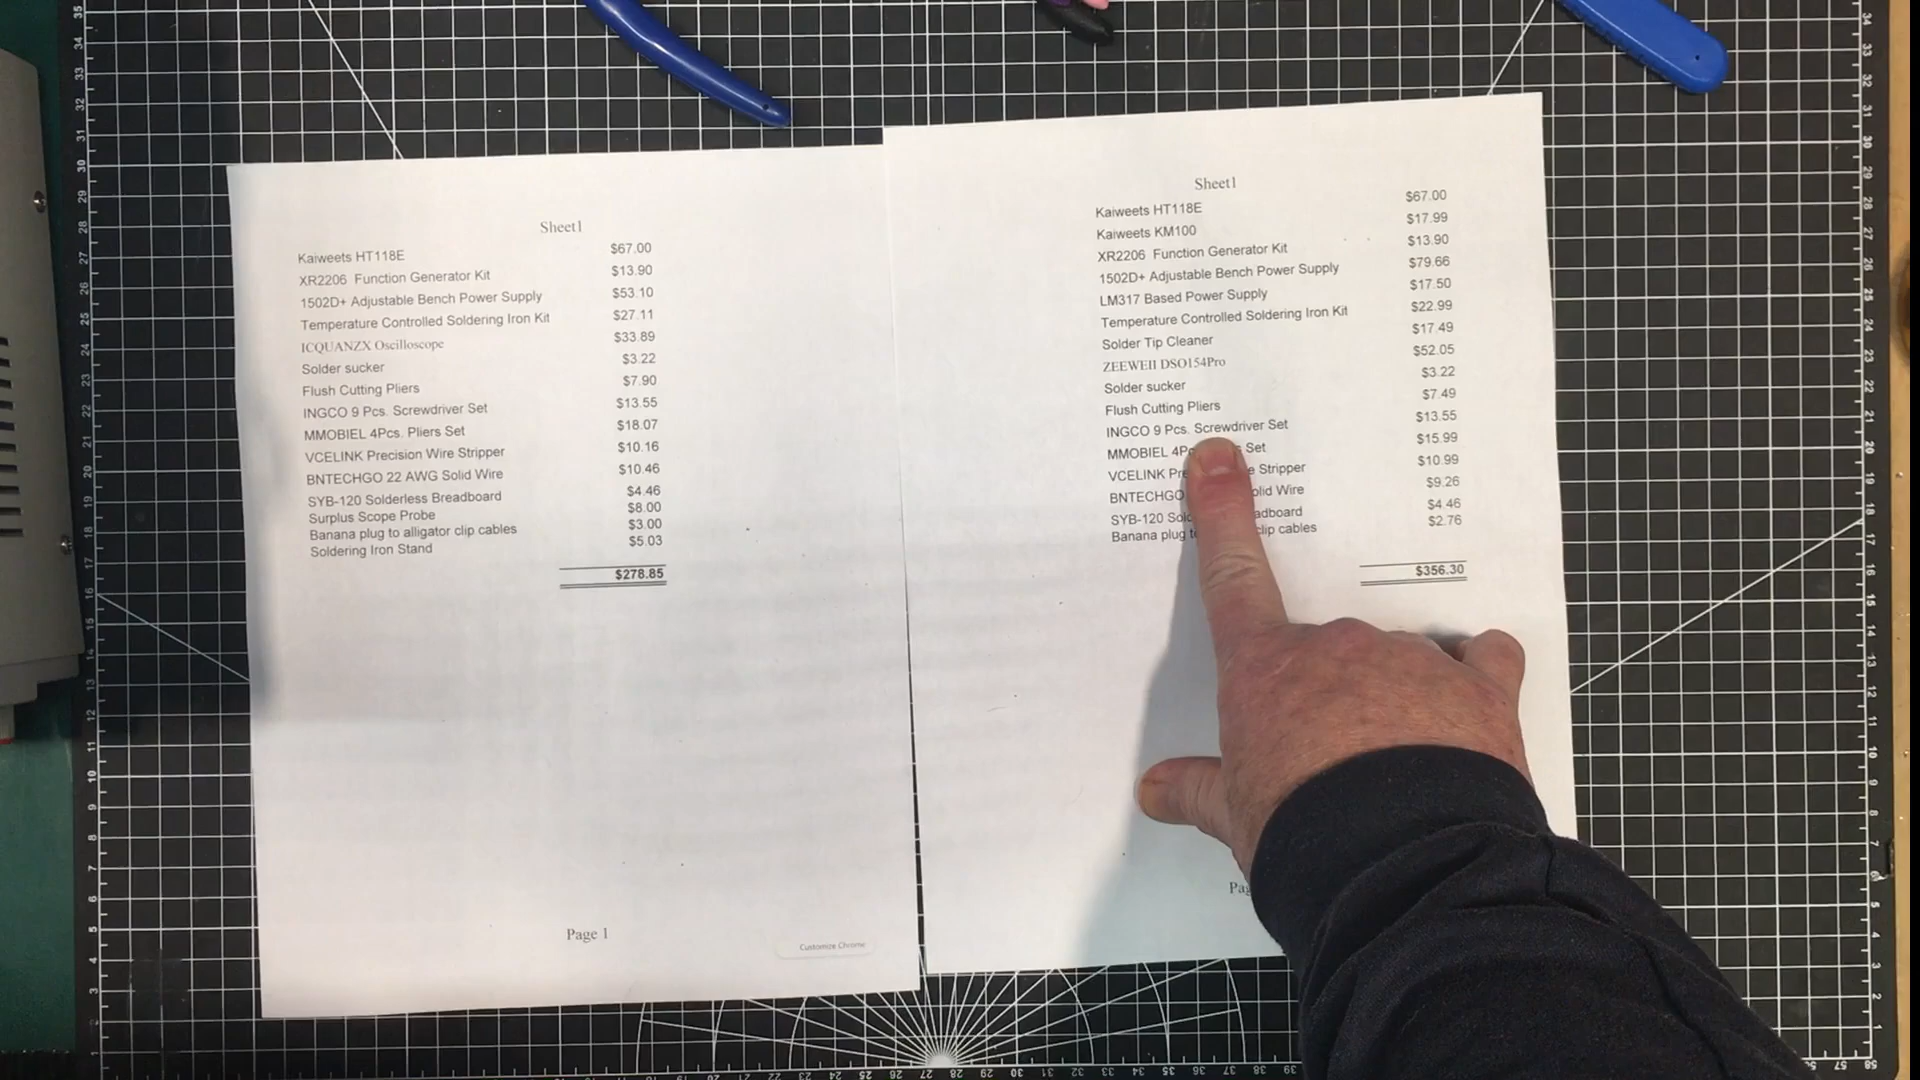 Sheet1
Kaiweets HT118E $67.00
XR2206 Function Generator Kit $13.90
1502D+ Adjustable Bench Power Supply $53.10
Temperature Controlled Soldering Iron Kit $27.11
ICQUANZX Oscilloscope $33.89
Solder sucker $3.22
Flush Cutting Pliers $7.90
INGCO 9 Pcs. Screwdriver Set $13.55
MMOBIEL 4Pcs. Pliers Set $18.07
VCELINK Precision Wire Stripper $10.16
BNTECHGO 22 AWG Solid Wire $10.46
SYB-120 Solderless Breadboard $4.46
Surplus Scope Probe $8.00
Banana plug to alligator clip cables $3.00
Soldering Iron Stand $5.03
$278.85
Page 1
Customize Chrome
Sheet1
Kaiweets HT118E $67.00
Kaiweets KM100 $17.99
XR2206 Function Generator Kit $13.90
1502D+ Adjustable Bench Power Supply $79.66
LM317 Based Power Supply $17.50
Temperature Controlled Soldering Iron Kit $22.99
Solder Tip Cleaner $17.49
ZEEWEII DSO154Pro $52.05
Solder sucker $3.22
Flush Cutting Pliers $7.49
INGCO 9 Pcs. Screwdriver Set $13.55
MMOBIEL Set $15.99
VCELINK Stripper $10.99
BNTECHGO Wire $9.26
SYB-120 $4.46
Banana plug clip cables $2.76
$356.30